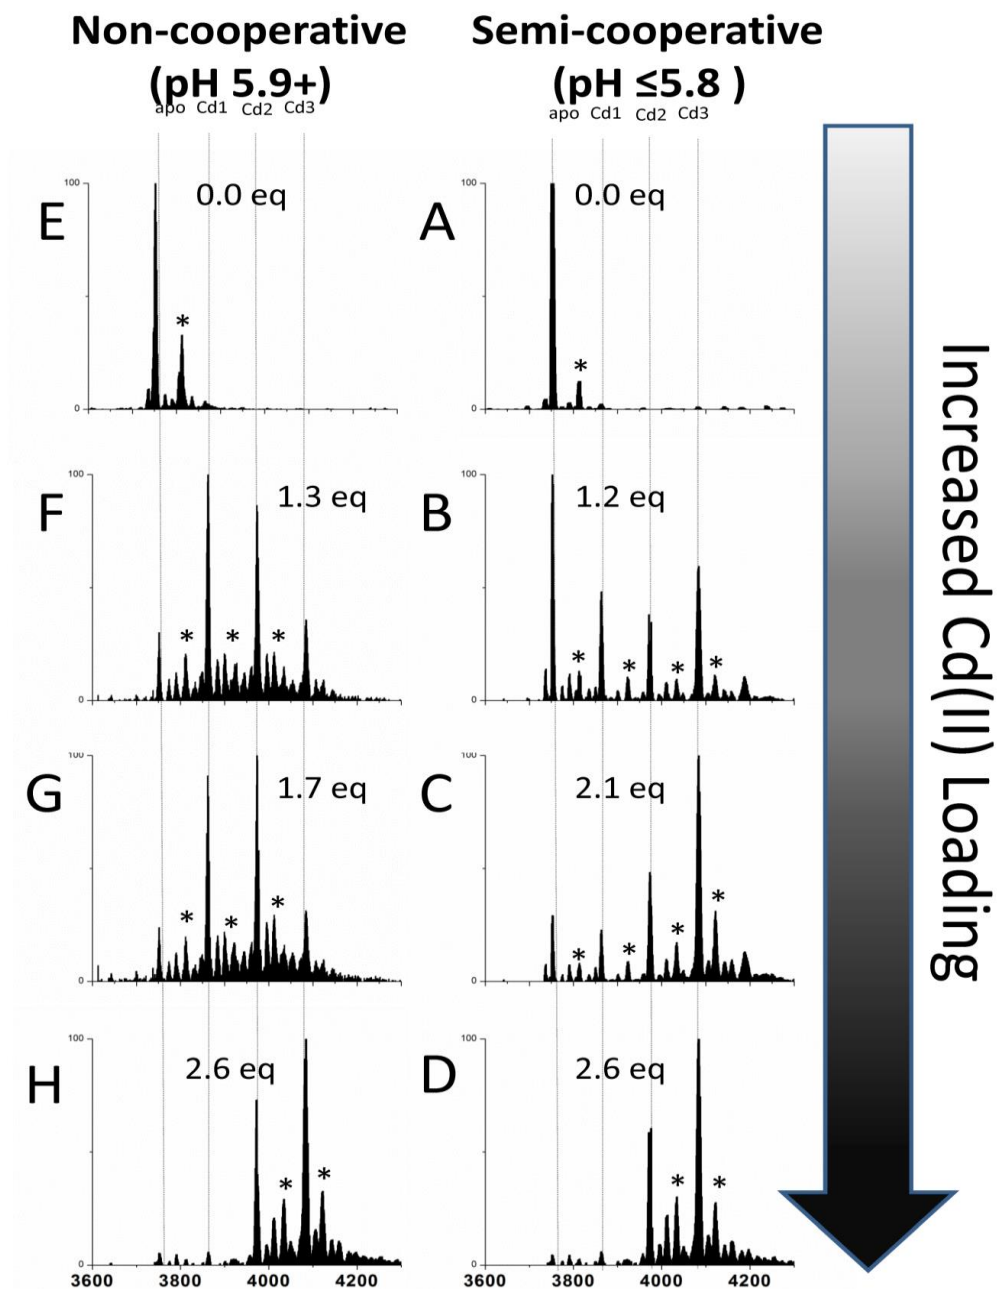 Non-cooperative
(pH 5.9+)
apo Cd1 Cd2 Cd3
Semi-cooperative
(pH ≤5.8 )
apo Cd1 Cd2 Cd3
E
100
0.0 eq
*
0
A
100
0.0 eq
*
0
F
100
1.3 eq
* * *
0
B
100
1.2 eq
* * * *
0
G
100
1.7 eq
* * *
0
C
100
2.1 eq
* * * *
0
H
100
2.6 eq
* *
0
3600 3800 4000 4200
D
100
2.6 eq
* *
0
3600 3800 4000 4200
Increased Cd(II) Loading